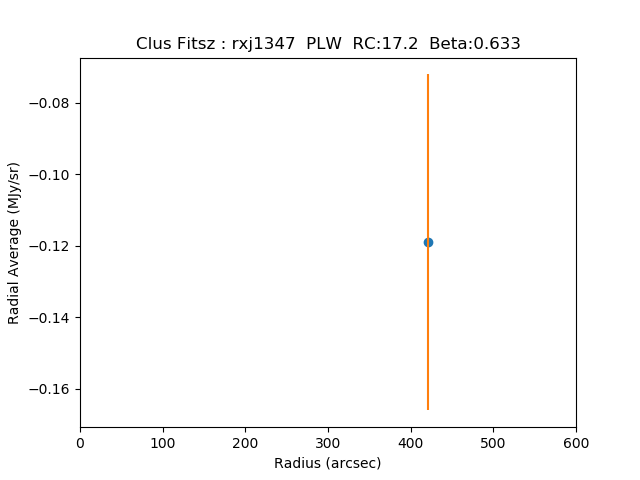 Clus Fitsz : rxj1347  PLW  RC:17.2  Beta:0.633
−0.08
−0.10
−0.12
−0.14
−0.16
Radial Average (MJy/sr)
0 100 200 300 400 500 600
Radius (arcsec)